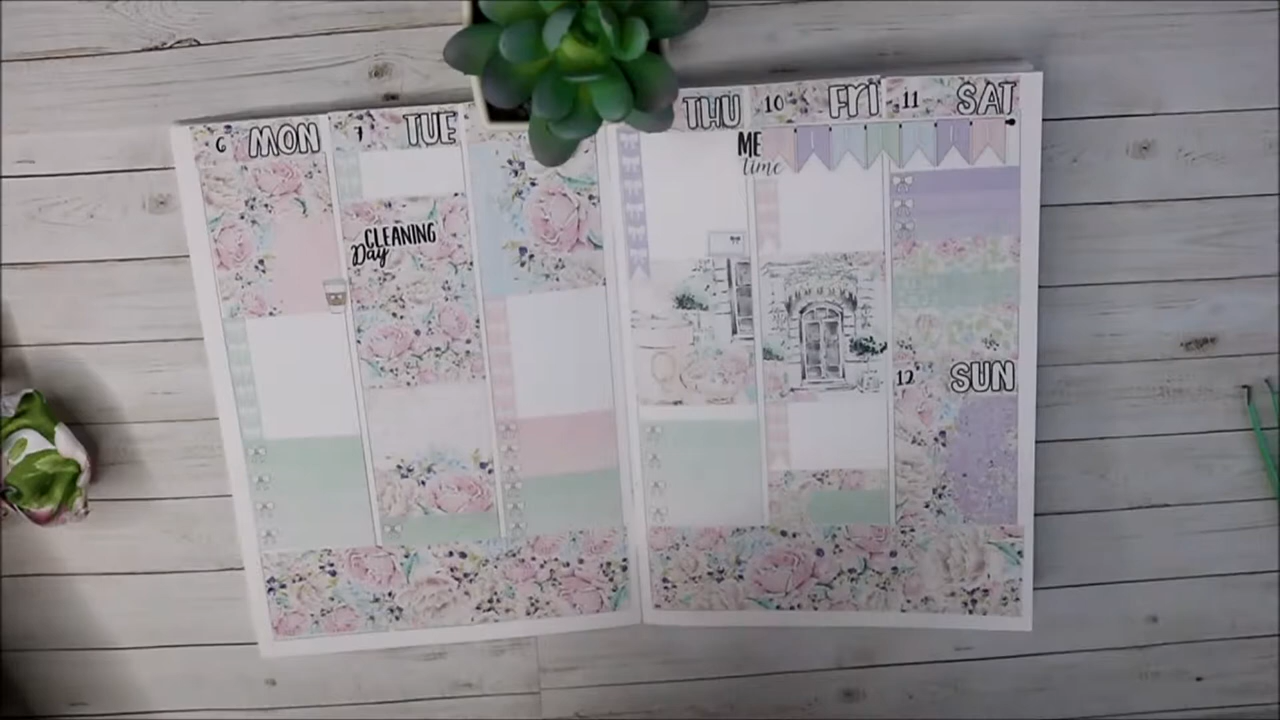 6 MON
7 TUE
THU
10 FRI
11 SAT
ME
time
CLEANING
Day
12 SUN